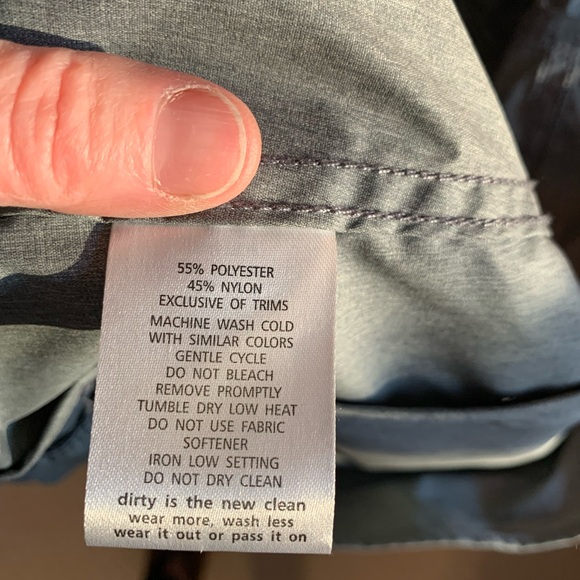 55% POLYESTER
45% NYLON
EXCLUSIVE OF TRIMS
MACHINE WASH COLD
WITH SIMILAR COLORS
GENTLE CYCLE
DO NOT BLEACH
REMOVE PROMPTLY
TUMBLE DRY LOW HEAT
DO NOT USE FABRIC
SOFTENER
IRON LOW SETTING
DO NOT DRY CLEAN
dirty is the new clean
wear more, wash less
wear it out or pass it on